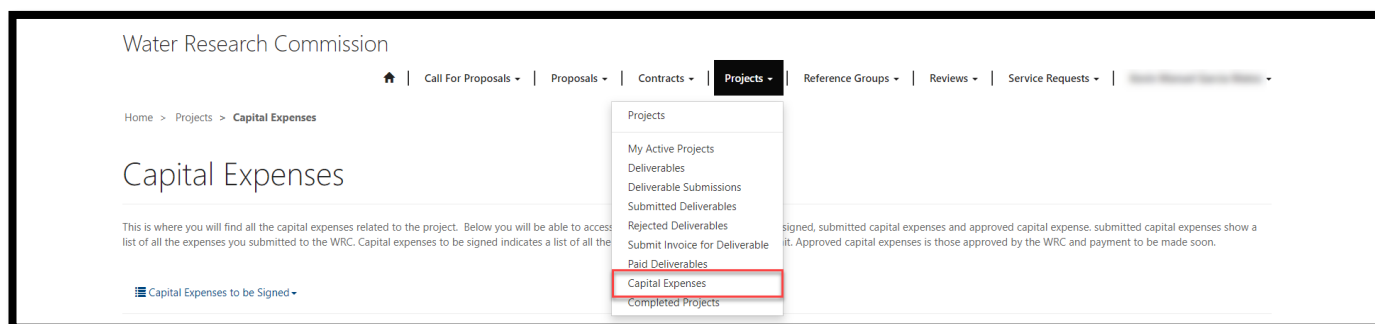 Water Research Commission
Call For Proposals
Proposals
Contracts
Projects
Reference Groups
Reviews
Service Requests
Home > Projects > Capital Expenses
Projects
My Active Projects
Deliverables
Deliverable Submissions
Submitted Deliverables
Rejected Deliverables
Submit Invoice for Deliverable
Paid Deliverables
Capital Expenses
Completed Projects
Capital Expenses
This is where you will find all the capital expenses related to the project. Below you will be able to access signed, submitted capital expenses and approved capital expense. submitted capital expenses show a
list of all the expenses you submitted to the WRC. Capital expenses to be signed indicates a list of all the it. Approved capital expenses is those approved by the WRC and payment to be made soon.
Capital Expenses to be Signed